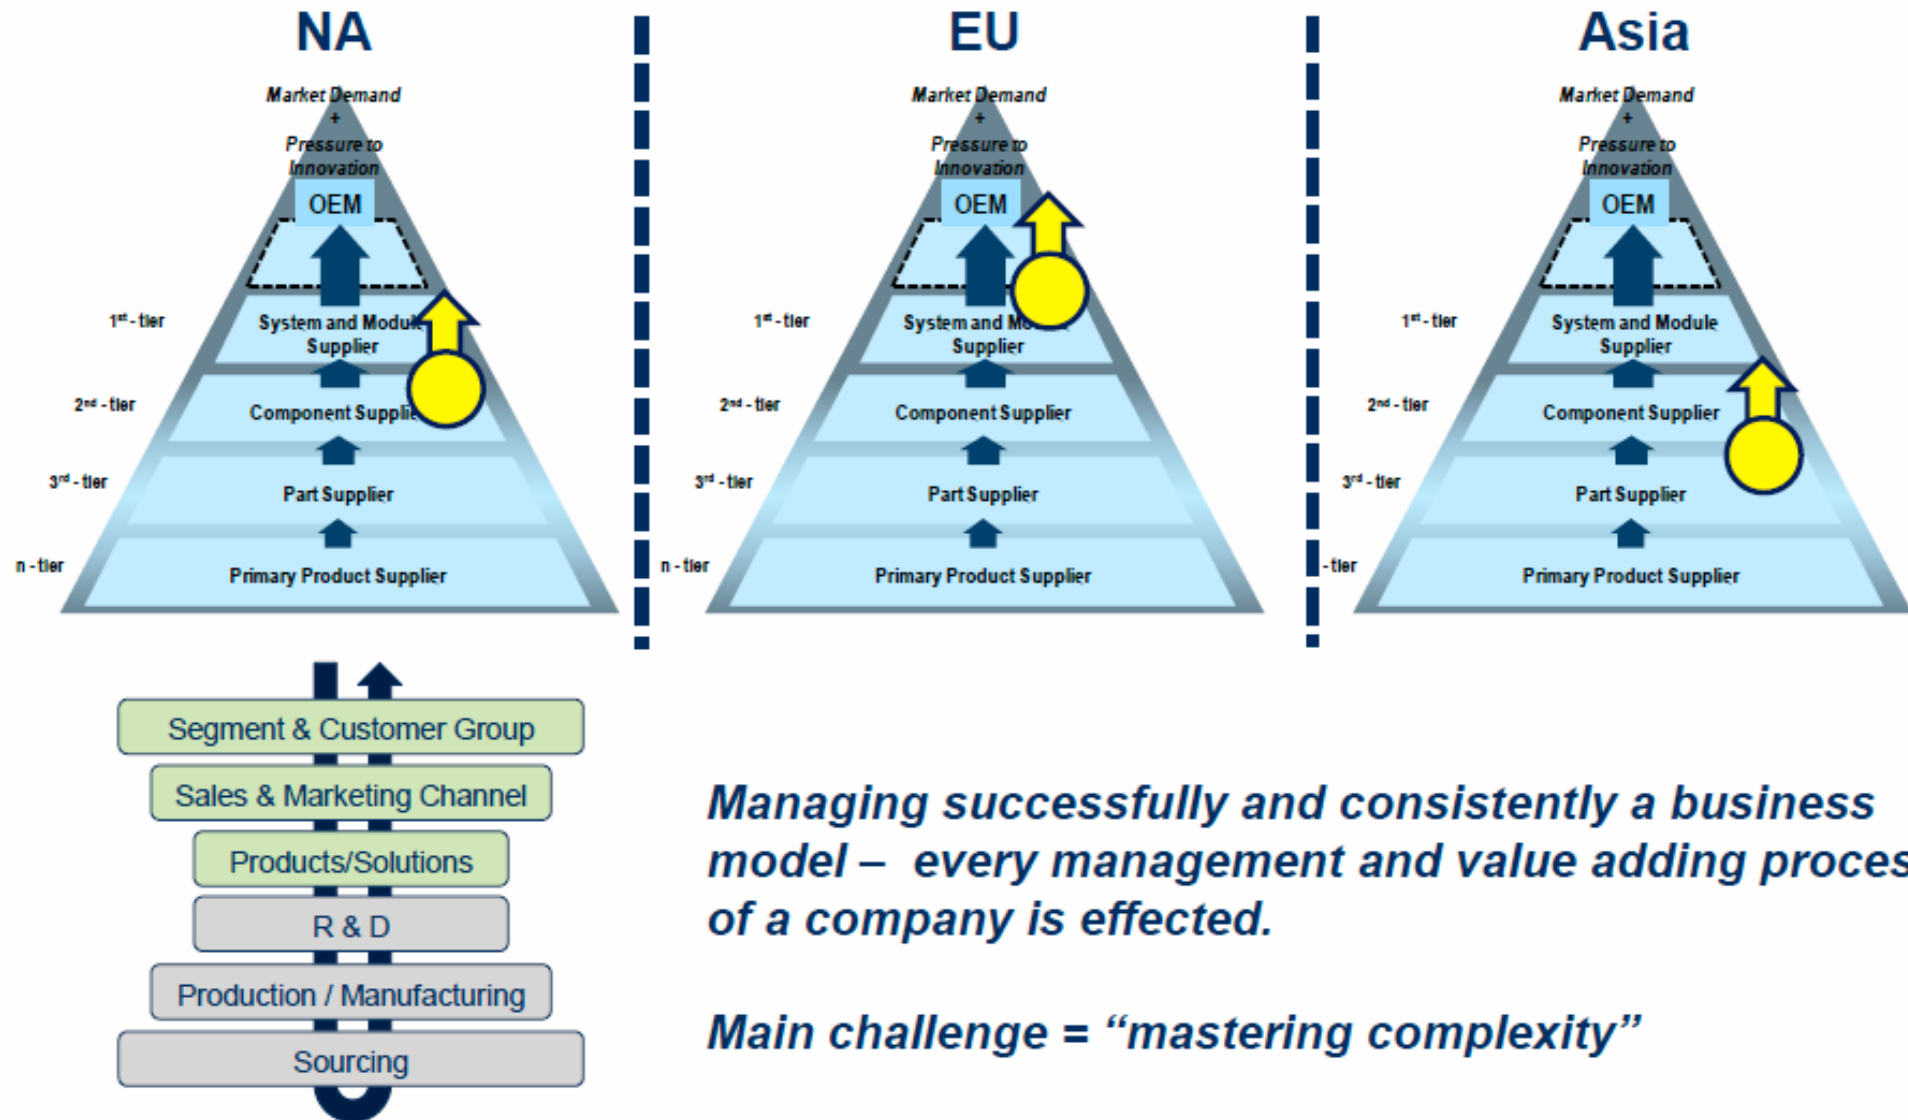 NA
Market Demand
+
Pressure to
Innovation
OEM
1st - tier
System and Module
Supplier
2nd - tier
Component Supplier
3rd - tier
Part Supplier
n - tier
Primary Product Supplier
EU
Market Demand
+
Pressure to
Innovation
OEM
1st - tier
System and Module
Supplier
2nd - tier
Component Supplier
3rd - tier
Part Supplier
n - tier
Primary Product Supplier
Asia
Market Demand
+
Pressure to
Innovation
OEM
1st - tier
System and Module
Supplier
2nd - tier
Component Supplier
3rd - tier
Part Supplier
- tier
Primary Product Supplier
Segment & Customer Group
Sales & Marketing Channel
Products/Solutions
R & D
Production / Manufacturing
Sourcing
Managing successfully and consistently a business
model – every management and value adding proces
of a company is effected.
Main challenge = “mastering complexity”